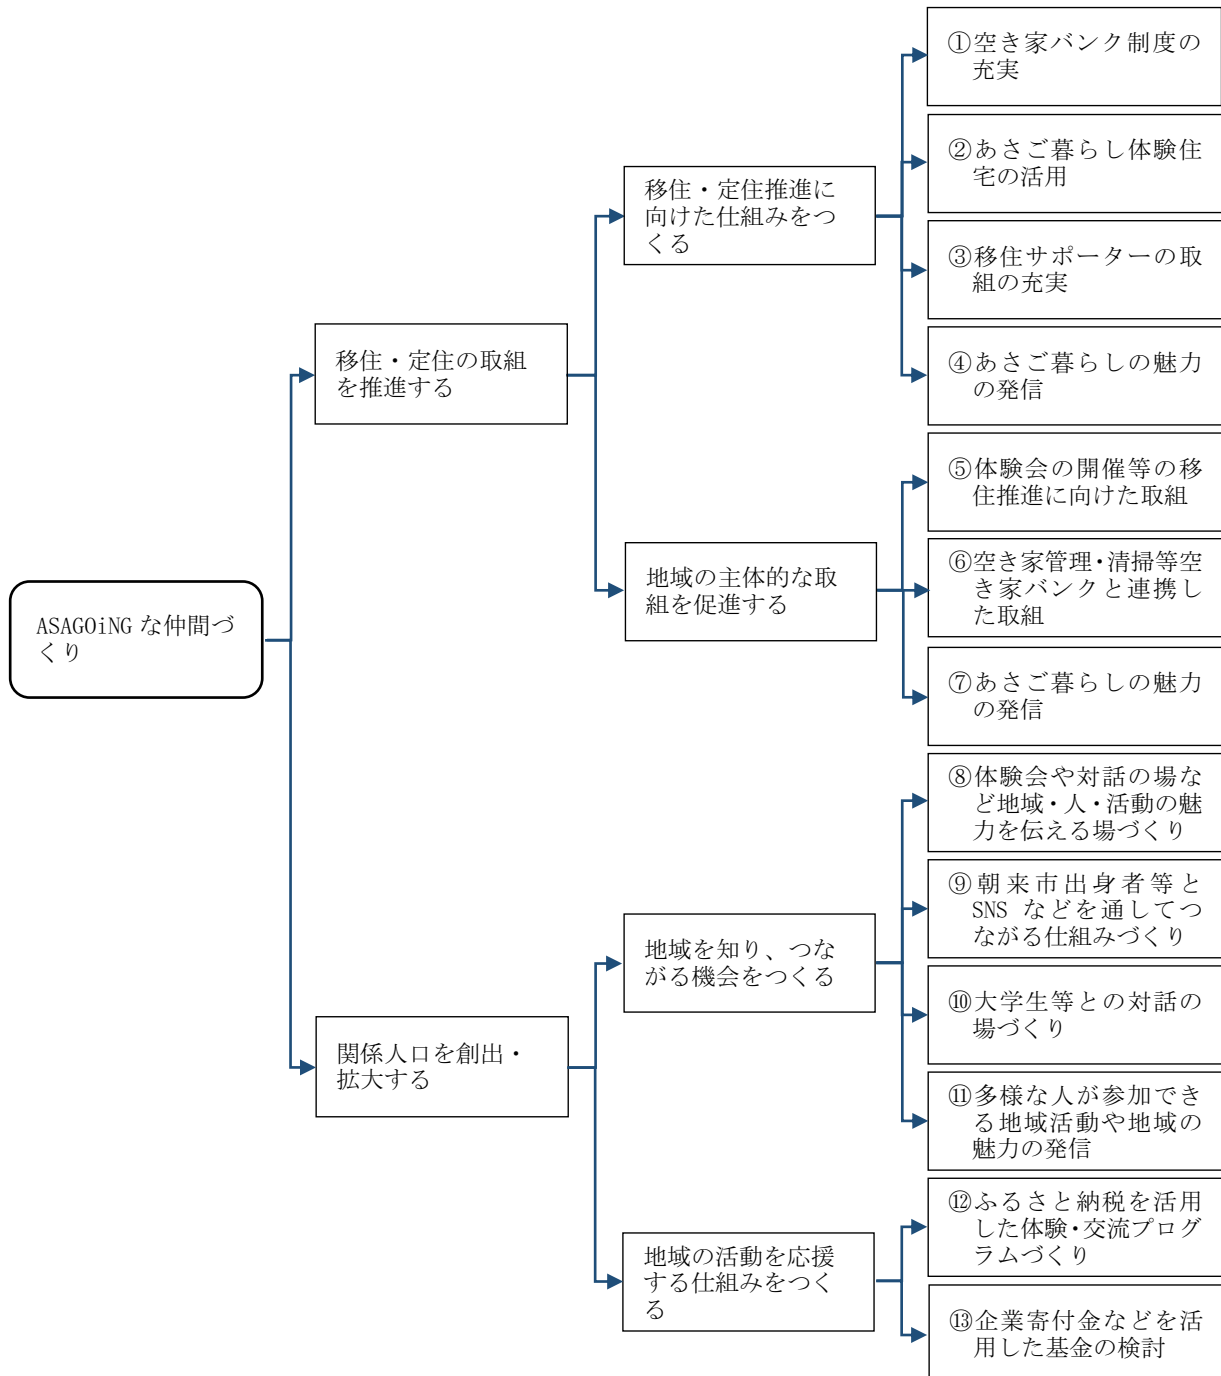 ASAGOiNG な仲間づ
くり
移住・定住の取組
を推進する
移住・定住推進に
向けた仕組みをつ
くる
①空き家バンク制度の
充実
②あさご暮らし体験住
宅の活用
③移住サポーターの取
組の充実
④あさご暮らしの魅力
の発信
地域の主体的な取
組を促進する
⑤体験会の開催等の移
住推進に向けた取組
⑥空き家管理・清掃等空
き家バンクと連携し
た取組
⑦あさご暮らしの魅力
の発信
関係人口を創出・
拡大する
地域を知り、つな
がる機会をつくる
⑧体験会や対話の場な
ど地域・人・活動の魅
力を伝える場づくり
⑨朝来市出身者等と
SNS などを通してつ
ながる仕組みづくり
⑩大学生等との対話の
場づくり
⑪多様な人が参加でき
る地域活動や地域の
魅力の発信
地域の活動を応援
する仕組みをつく
る
⑫ふるさと納税を活用
した体験・交流プログ
ラムづくり
⑬企業寄付金などを活
用した基金の検討